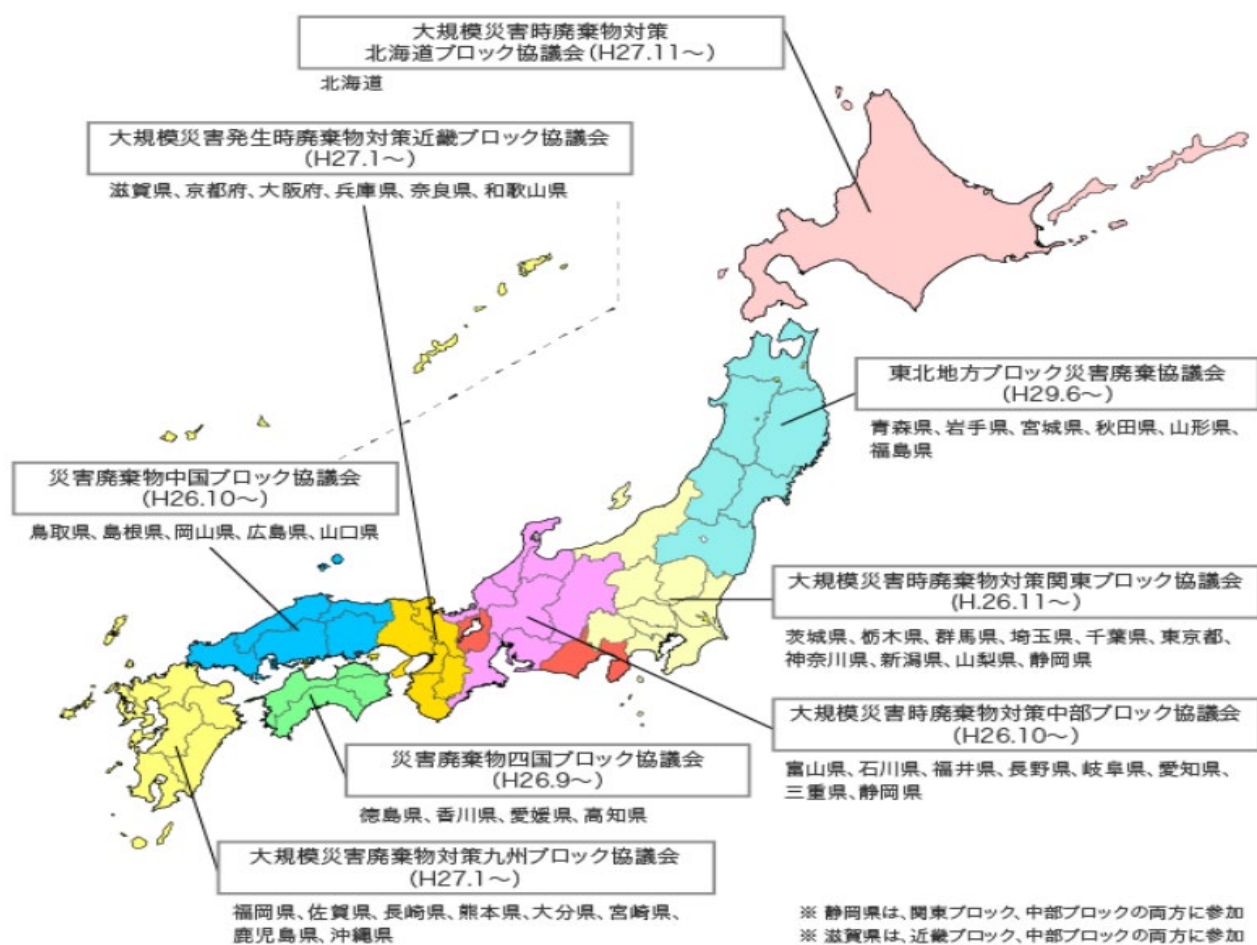 大規模災害時廃棄物対策
北海道ブロック協議会(H27.11～)
北海道
大規模災害発生時廃棄物対策近畿ブロック協議会
(H27.1～)
滋賀県、京都府、大阪府、兵庫県、奈良県、和歌山県
東北地方ブロック災害廃棄協議会
(H29.6～)
青森県、岩手県、宮城県、秋田県、山形県、
福島県
災害廃棄物中国ブロック協議会
(H26.10～)
鳥取県、島根県、岡山県、広島県、山口県
大規模災害時廃棄物対策関東ブロック協議会
(H.26.11～)
茨城県、栃木県、群馬県、埼玉県、千葉県、東京都、
神奈川県、新潟県、山梨県、静岡県
大規模災害時廃棄物対策中部ブロック協議会
(H26.10～)
富山県、石川県、福井県、長野県、岐阜県、愛知県、
三重県、静岡県
災害廃棄物四国ブロック協議会
(H26.9～)
徳島県、香川県、愛媛県、高知県
大規模災害廃棄物対策九州ブロック協議会
(H27.1～)
福岡県、佐賀県、長崎県、熊本県、大分県、宮崎県、
鹿児島県、沖縄県
※ 静岡県は、関東ブロック、中部ブロックの両方に参加
※ 滋賀県は、近畿ブロック、中部ブロックの両方に参加